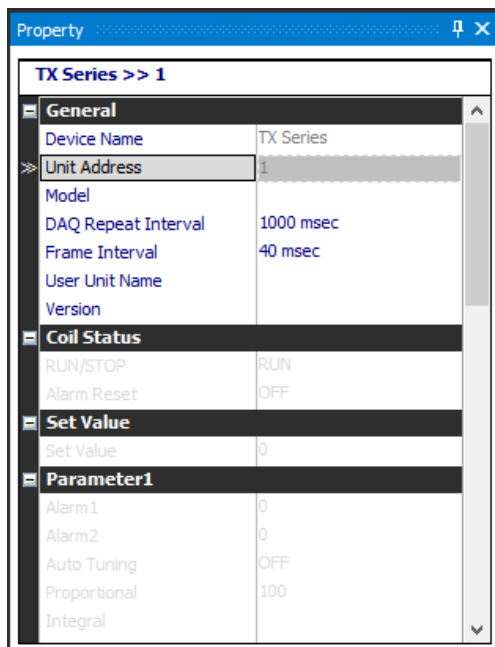 Property
TX Series >> 1
General
Device Name TX Series
Unit Address 1
Model
DAQ Repeat Interval 1000 msec
Frame Interval 40 msec
User Unit Name
Version
Coil Status
RUN/STOP RUN
Alarm Reset OFF
Set Value
Set Value 0
Parameter1
Alarm1 0
Alarm2 0
Auto Tuning OFF
Proportional 100
Integral